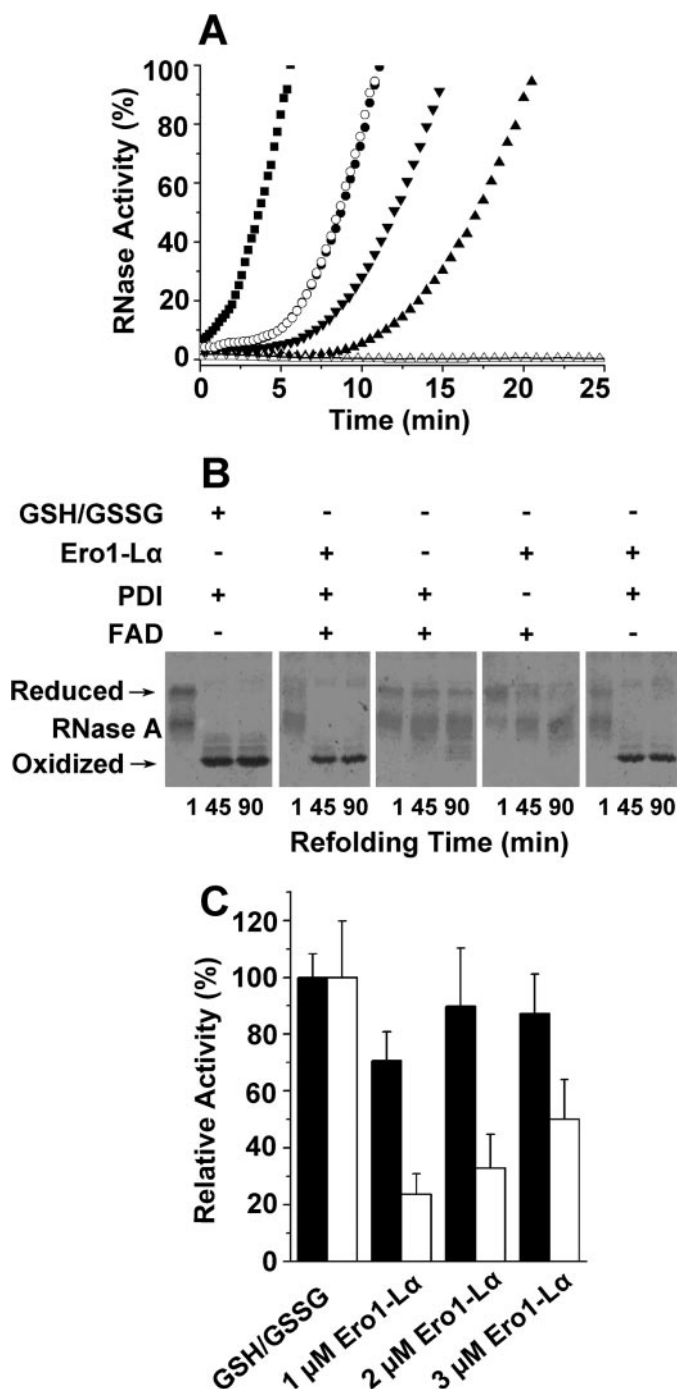 A
RNase Activity (%)
100
80
60
40
20
0
0 5 10 15 20 25
Time (min)
B
GSH/GSSG + - - - -
Ero1-Lα - + - + +
PDI + + + - +
FAD - + + + -
Reduced →
RNase A
Oxidized →
1 45 90 1 45 90 1 45 90 1 45 90 1 45 90
Refolding Time (min)
C
Relative Activity (%)
120
100
80
60
40
20
0
GSH/GSSG
1 µM Ero1-Lα
2 µM Ero1-Lα
3 µM Ero1-Lα